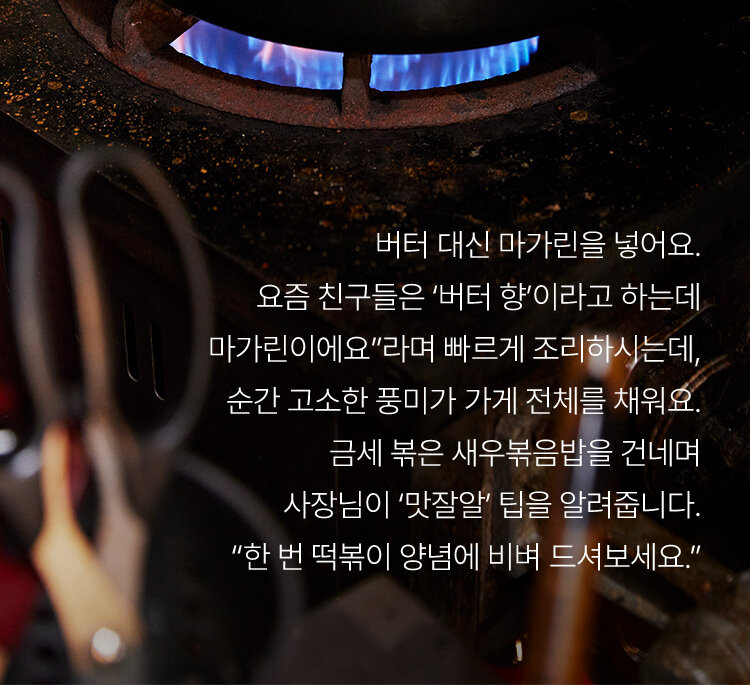 버터 대신 마가린을 넣어요.
요즘 친구들은 ‘버터 향’이라고 하는데
마가린이에요”라며 빠르게 조리하시는데,
순간 고소한 풍미가 가게 전체를 채워요.
금세 볶은 새우볶음밥을 건네며
사장님이 ‘맛잘알’ 팁을 알려줍니다.
“한 번 떡볶이 양념에 비벼 드셔보세요.”